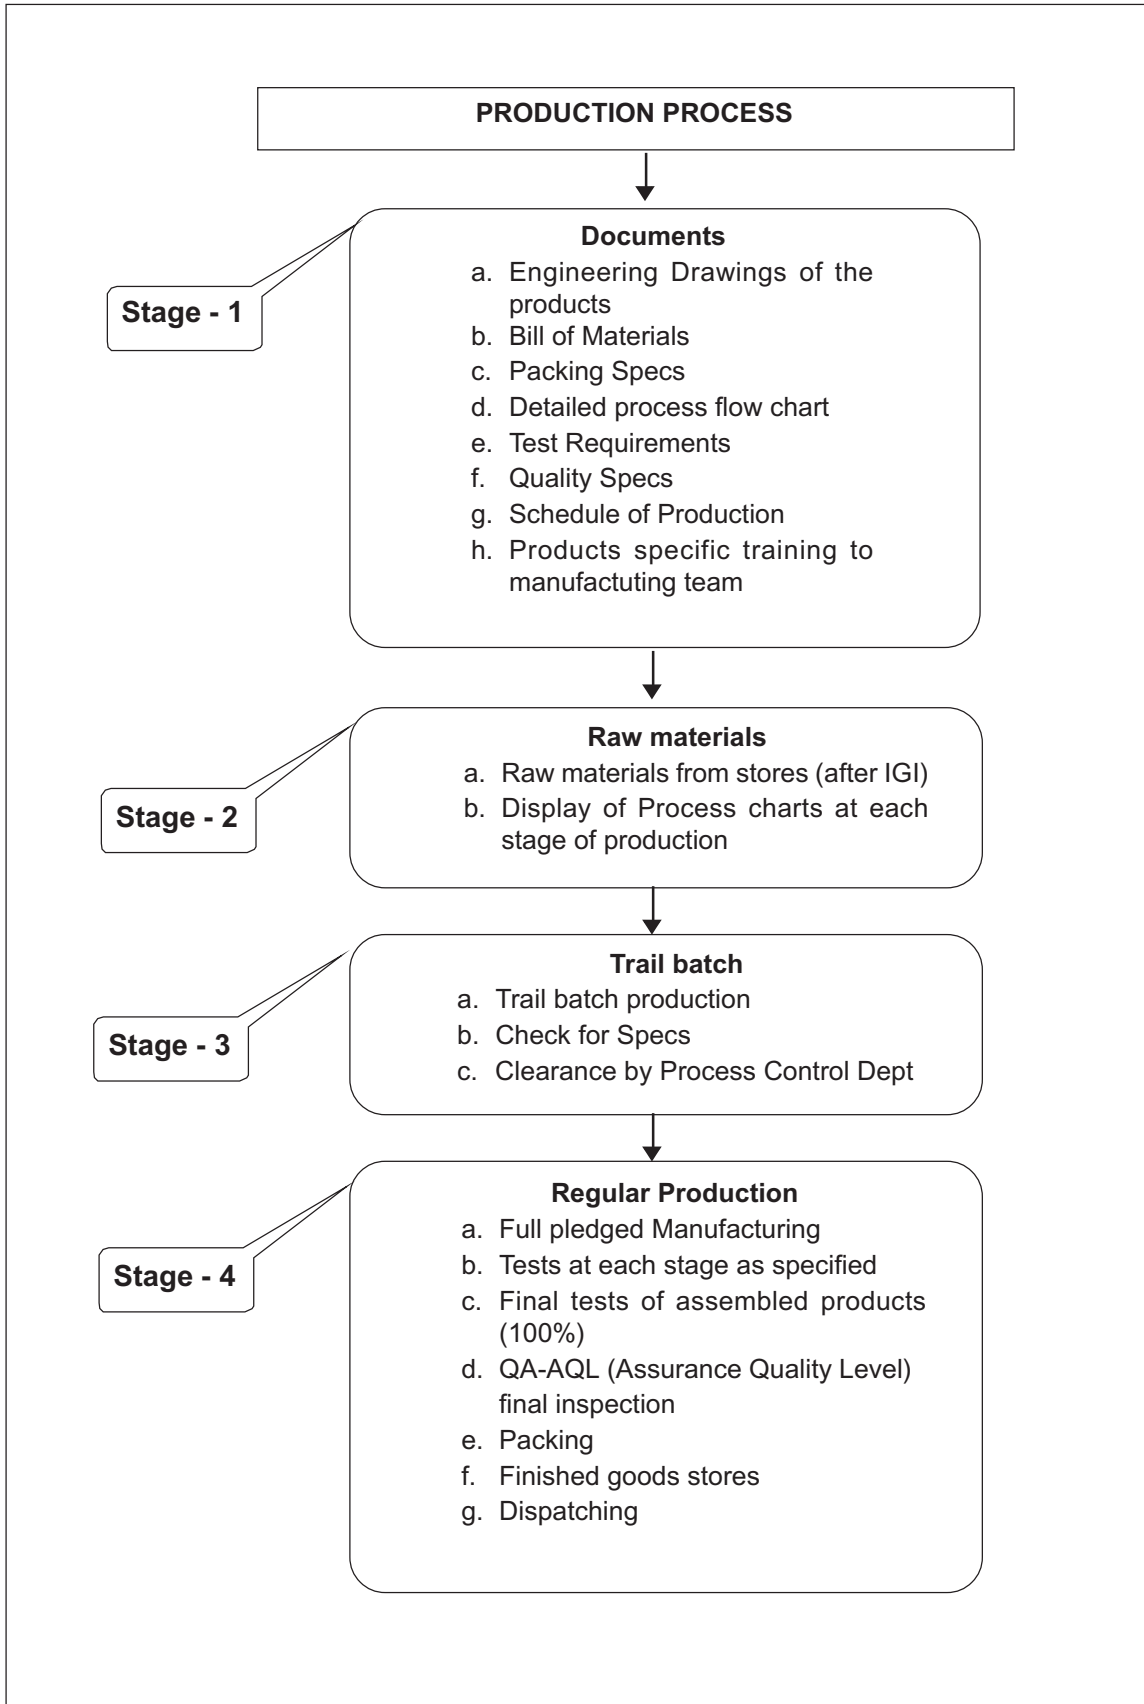 PRODUCTION PROCESS
Stage - 1
Documents
a. Engineering Drawings of the
products
b. Bill of Materials
c. Packing Specs
d. Detailed process flow chart
e. Test Requirements
f. Quality Specs
g. Schedule of Production
h. Products specific training to
manufactuting team
Stage - 2
Raw materials
a. Raw materials from stores (after IGI)
b. Display of Process charts at each
stage of production
Stage - 3
Trail batch
a. Trail batch production
b. Check for Specs
c. Clearance by Process Control Dept
Stage - 4
Regular Production
a. Full pledged Manufacturing
b. Tests at each stage as specified
c. Final tests of assembled products
(100%)
d. QA-AQL (Assurance Quality Level)
final inspection
e. Packing
f. Finished goods stores
g. Dispatching